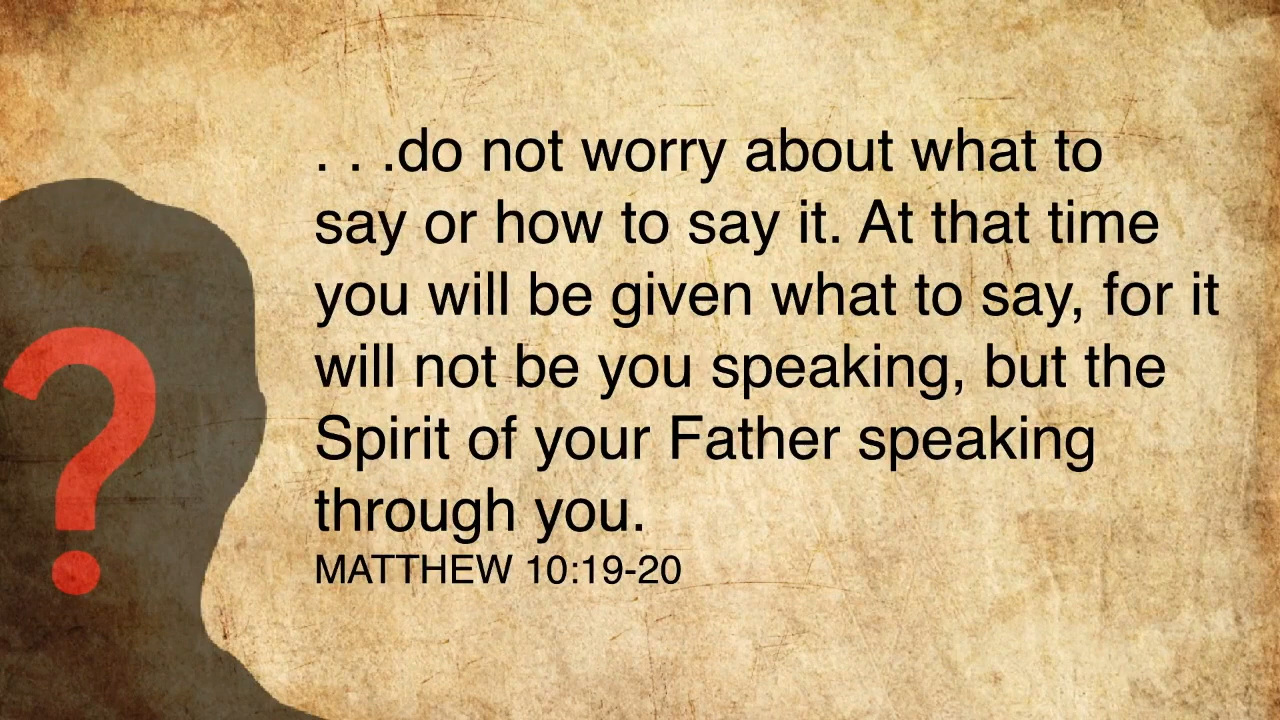 . . .do not worry about what to
say or how to say it. At that time
you will be given what to say, for it
will not be you speaking, but the
Spirit of your Father speaking
through you.
MATTHEW 10:19-20
?